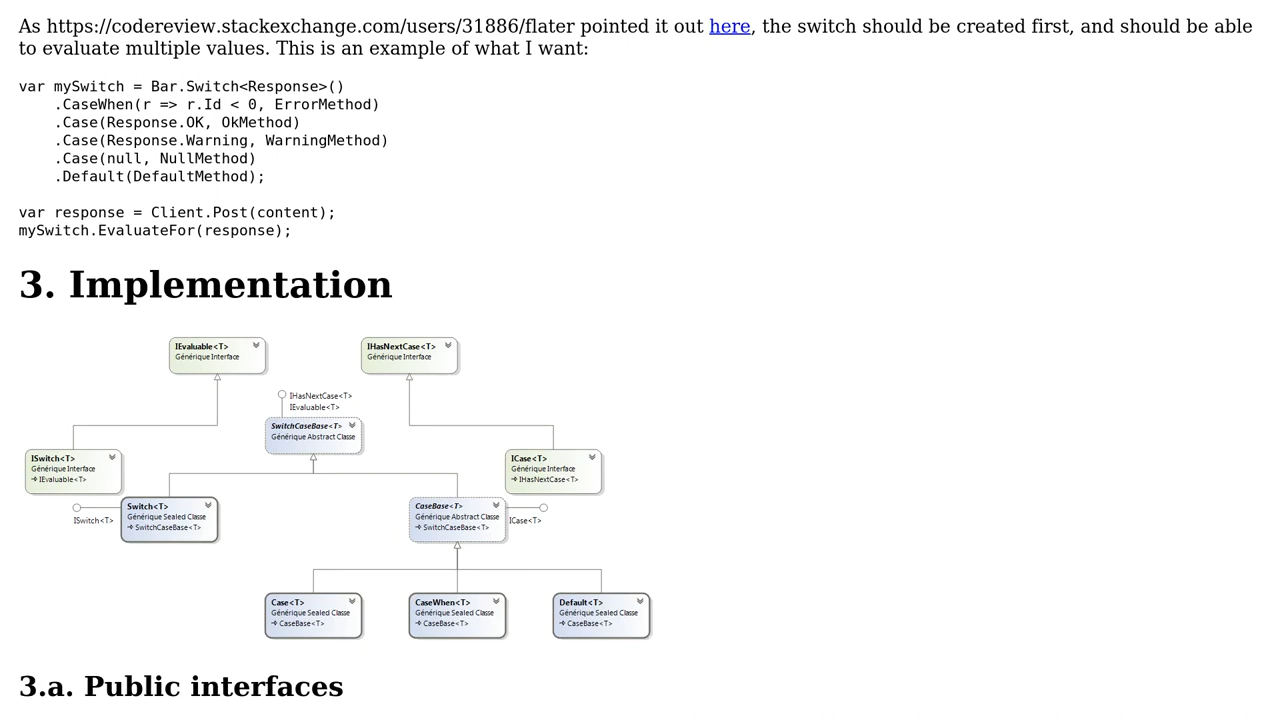 As https://codereview.stackexchange.com/users/31886/flater pointed it out here, the switch should be created first, and should be able
to evaluate multiple values. This is an example of what I want:
var mySwitch = Bar.Switch<Response>()
    .CaseWhen(r => r.Id < 0, ErrorMethod)
    .Case(Response.OK, OkMethod)
    .Case(Response.Warning, WarningMethod)
    .Case(null, NullMethod)
    .Default(DefaultMethod);
var response = Client.Post(content);
mySwitch.EvaluateFor(response);
3. Implementation
IEvaluable<T>
Générique Interface
IHasNextCase<T>
Générique Interface
IHasNextCase<T>
IEvaluable<T>
SwitchCaseBase<T>
Générique Abstract Classe
ISwitch<T>
Générique Interface
IEvaluable<T>
ICase<T>
Générique Interface
IHasNextCase<T>
ISwitch<T>
Switch<T>
Générique Sealed Classe
SwitchCaseBase<T>
CaseBase<T>
Générique Abstract Classe
SwitchCaseBase<T>
ICase<T>
Case<T>
Générique Sealed Classe
CaseBase<T>
CaseWhen<T>
Générique Sealed Classe
CaseBase<T>
Default<T>
Générique Sealed Classe
CaseBase<T>
3.a. Public interfaces